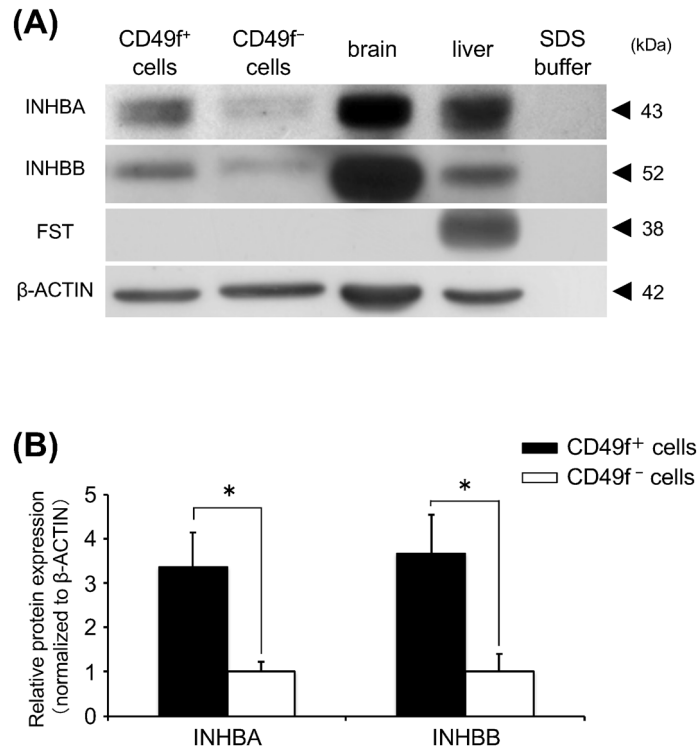 (A)
CD49f⁺ cells
CD49f⁻ cells
brain
liver
SDS buffer
(kDa)
INHBA
43
INHBB
52
FST
38
β-ACTIN
42
(B)
CD49f⁺ cells
CD49f⁻ cells
Relative protein expression
(normalized to β-ACTIN)
5
4
3
2
1
0
*
*
INHBA
INHBB